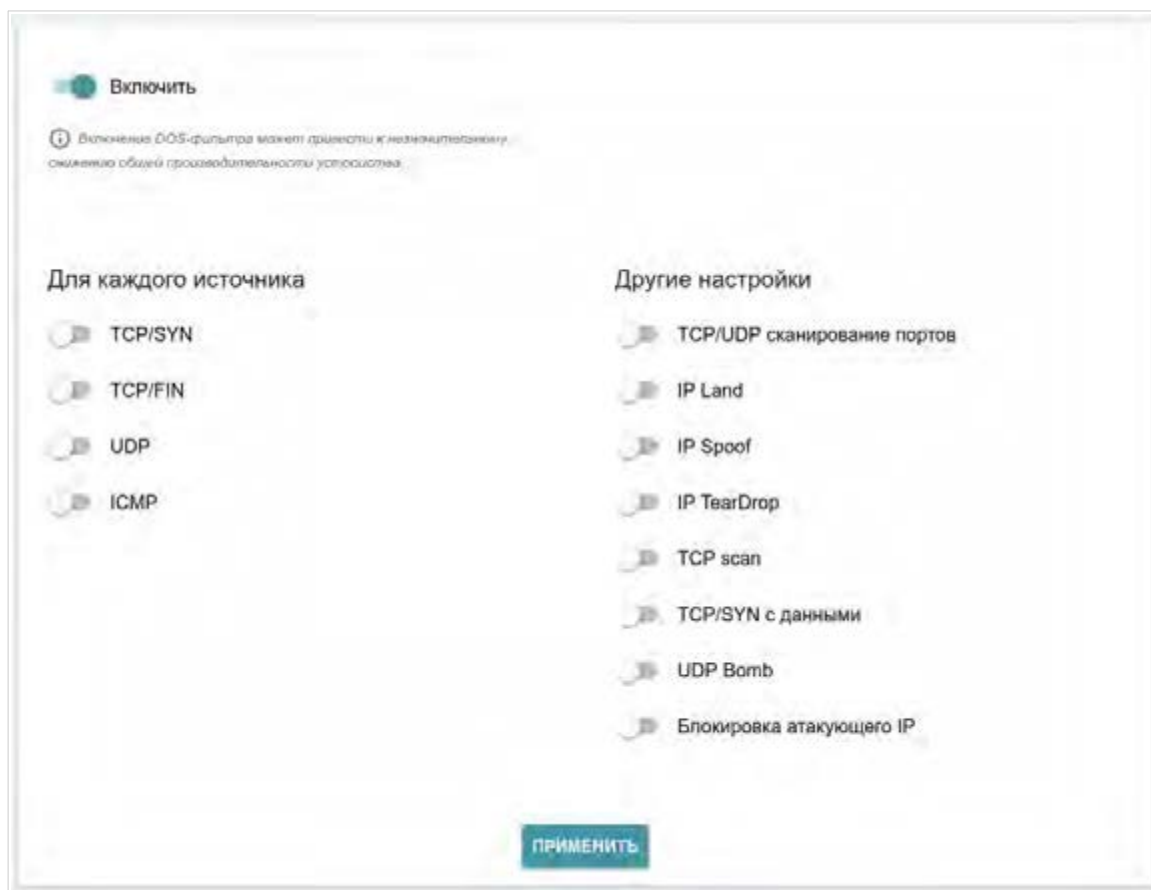 Включить
Включение DOS-фильтра может привести к незначительному
снижению общей производительности устройства.
Для каждого источника
TCP/SYN
TCP/FIN
UDP
ICMP
Другие настройки
TCP/UDP сканирование портов
IP Land
IP Spoof
IP TearDrop
TCP scan
TCP/SYN с данными
UDP Bomb
Блокировка атакующего IP
ПРИМЕНИТЬ